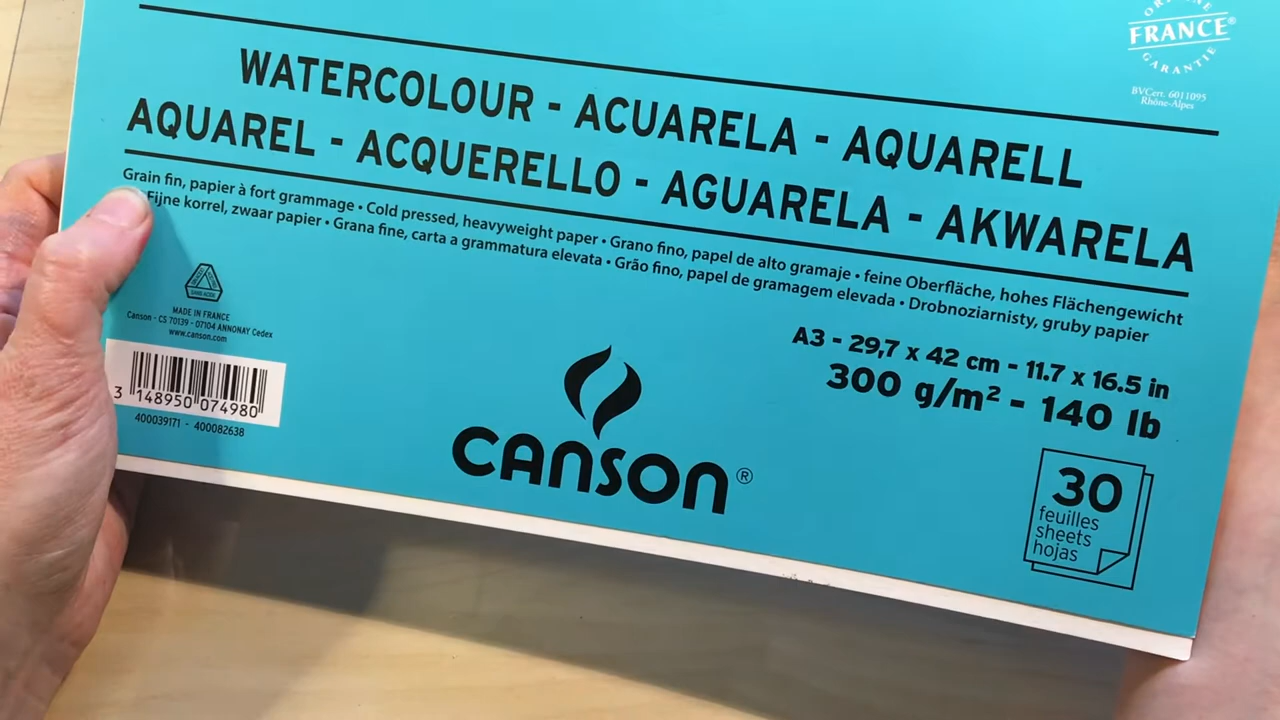 FRANCE®
GARANTIE
BVCert. 6011095
Rhône-Alpes
WATERCOLOUR - ACUARELA - AQUARELL
AQUAREL - ACQUERELLO - AGUARELA - AKWARELA
Grain fin, papier à fort grammage • Cold pressed, heavyweight paper • Grano fino, papel de alto gramaje • feine Oberfläche, hohes Flächengewicht
Fijne korrel, zwaar papier • Grana fine, carta a grammatura elevata • Grão fino, papel de gramagem elevada • Drobnoziarnisty, gruby papier
MADE IN FRANCE
Canson - CS 70139 - 07104 ANNONAY Cedex
www.canson.com
3 148950 074980
400039171 - 400082638
CANSON®
A3 - 29,7 x 42 cm - 11.7 x 16.5 in
300 g/m² - 140 lb
30
feuilles
sheets
hojas